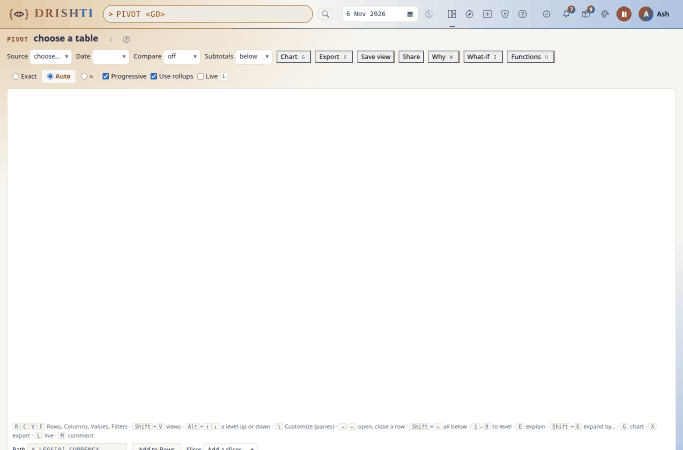 {👁} DRISHTI > PIVOT <GO> 6 Nov 2026 7 9 A Ash
PIVOT choose a table i ?
Source choose... Date Compare off Subtotals below Chart G Export X Save view Share Why W What-if I Functions U
Exact Auto ≈ Progressive Use rollups Live L
R C V F Rows, Columns, Values, Filters · Shift+V views · Alt+↑ ↓ a level up or down · \ Customize (panes) · → ← open, close a row · Shift+→ all below · 1–9 to level · E explain · Shift+E expand by... · G chart · X
export · L live · M comment
Path Add to Rows Slicer Add a slicer